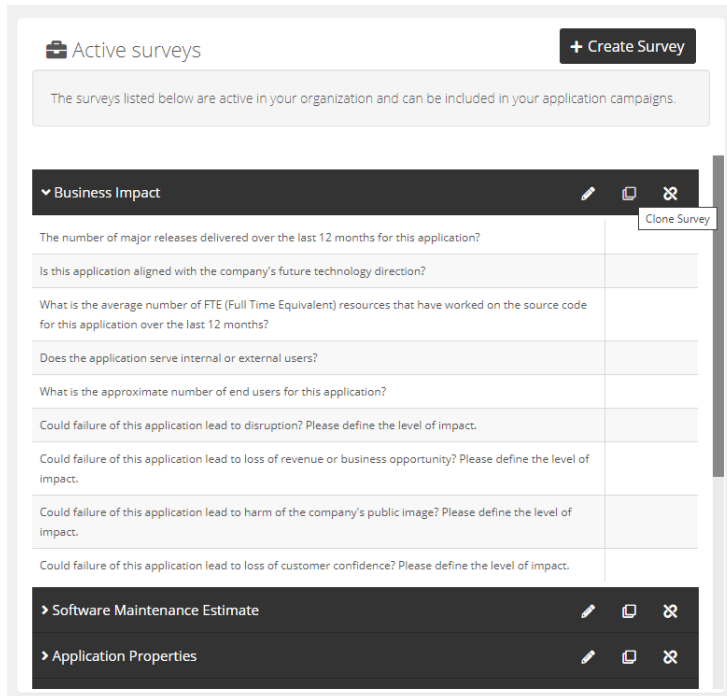 Active surveys
+ Create Survey
The surveys listed below are active in your organization and can be included in your application campaigns.
Business Impact
Clone Survey
The number of major releases delivered over the last 12 months for this application?
Is this application aligned with the company's future technology direction?
What is the average number of FTE (Full Time Equivalent) resources that have worked on the source code
for this application over the last 12 months?
Does the application serve internal or external users?
What is the approximate number of end users for this application?
Could failure of this application lead to disruption? Please define the level of impact.
Could failure of this application lead to loss of revenue or business opportunity? Please define the level of
impact.
Could failure of this application lead to harm of the company's public image? Please define the level of
impact.
Could failure of this application lead to loss of customer confidence? Please define the level of impact.
Software Maintenance Estimate
Application Properties